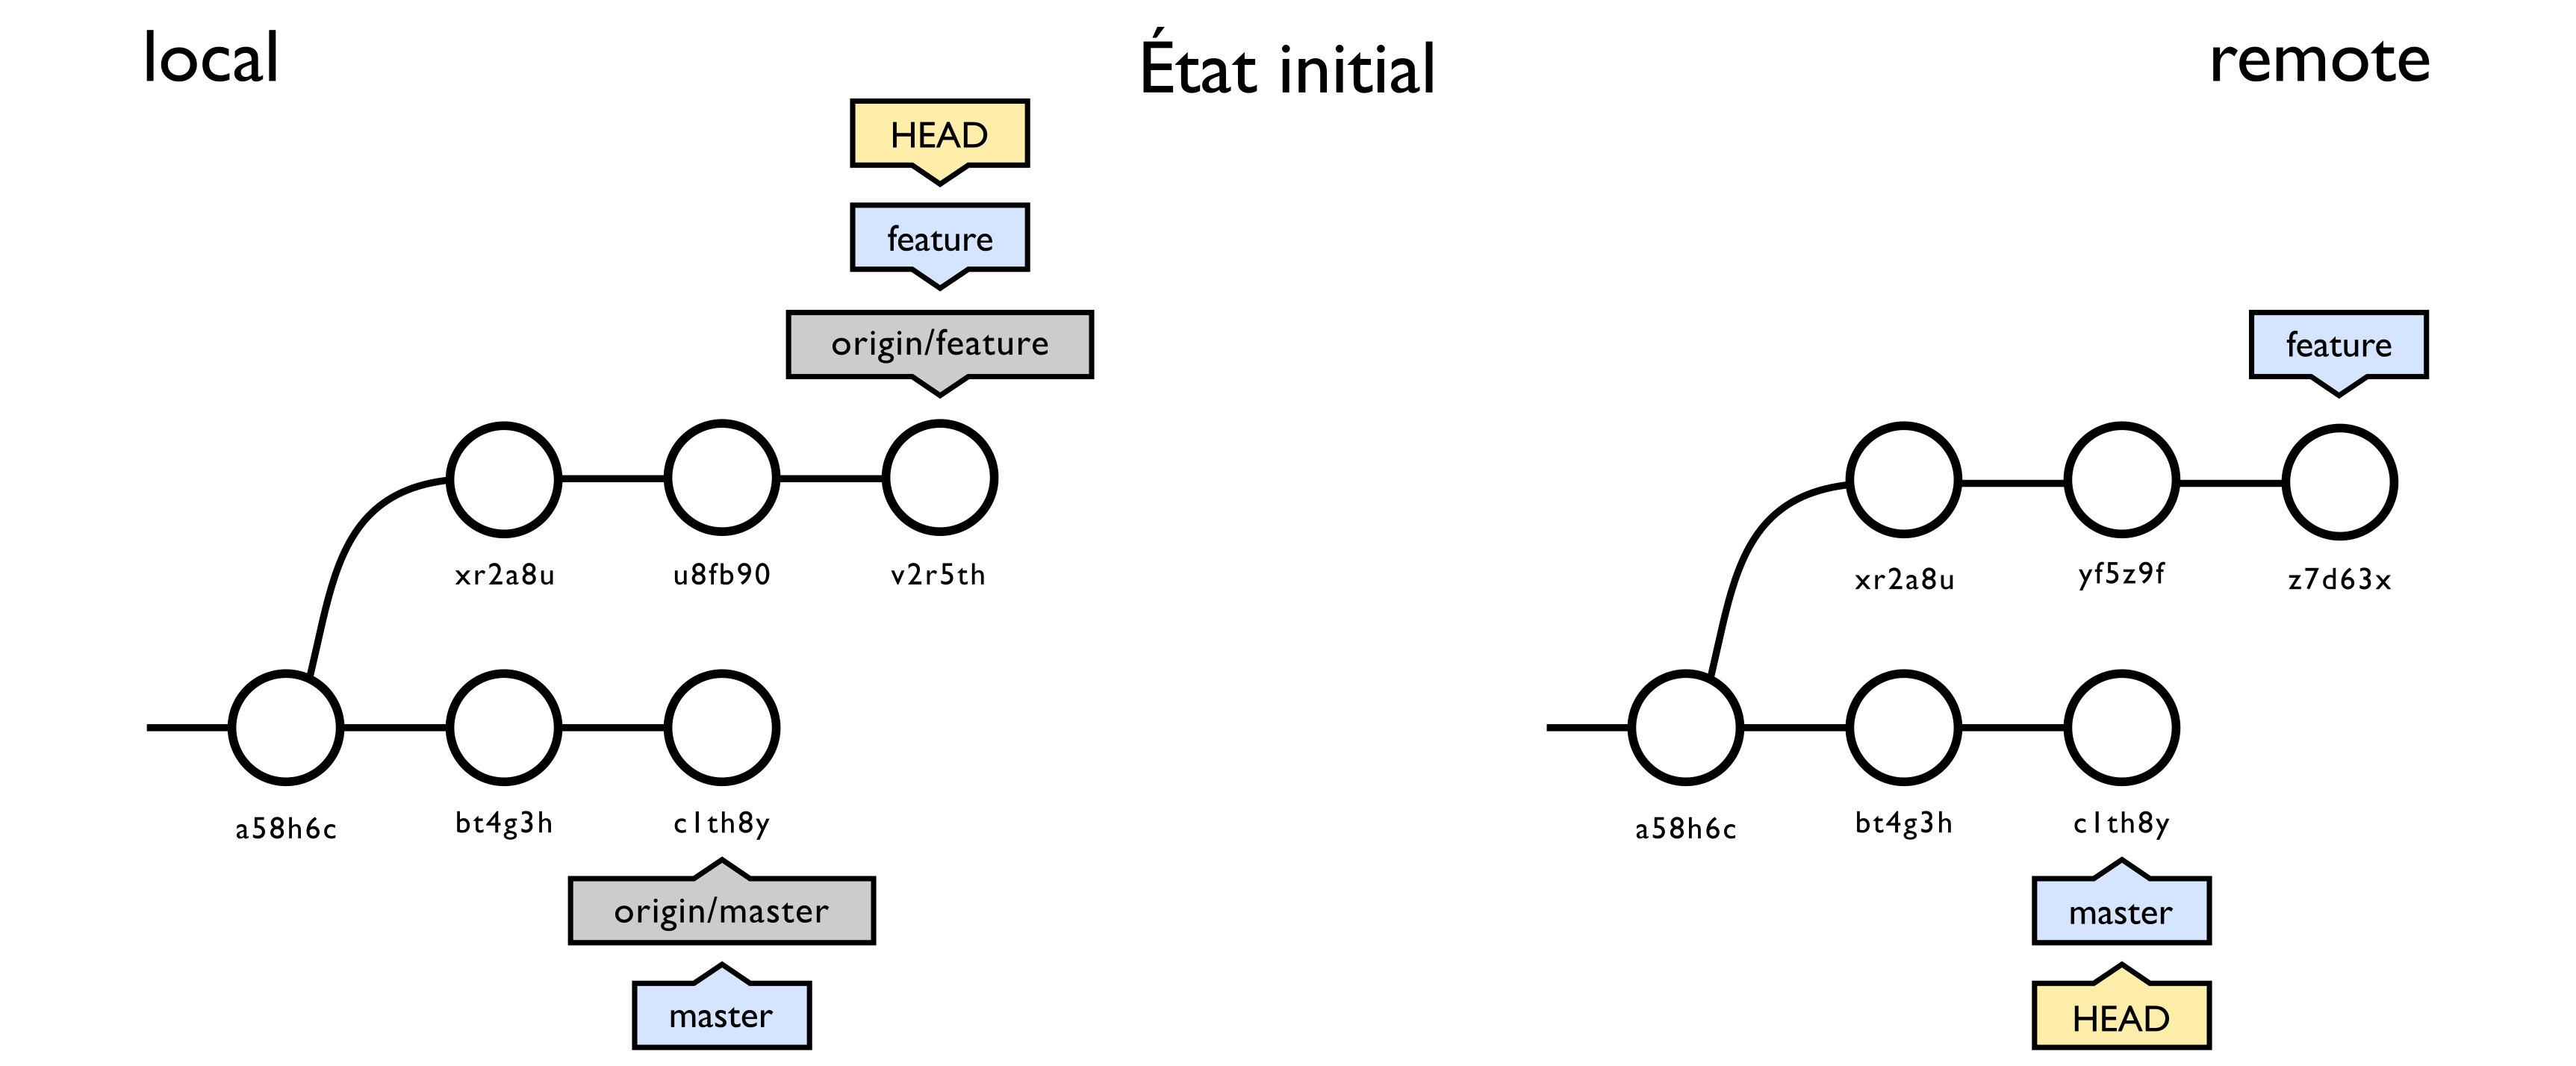 local
État initial
remote
HEAD
feature
origin/feature
feature
xr2a8u
u8fb90
v2r5th
xr2a8u
yf5z9f
z7d63x
a58h6c
bt4g3h
c1th8y
a58h6c
bt4g3h
c1th8y
origin/master
master
master
HEAD